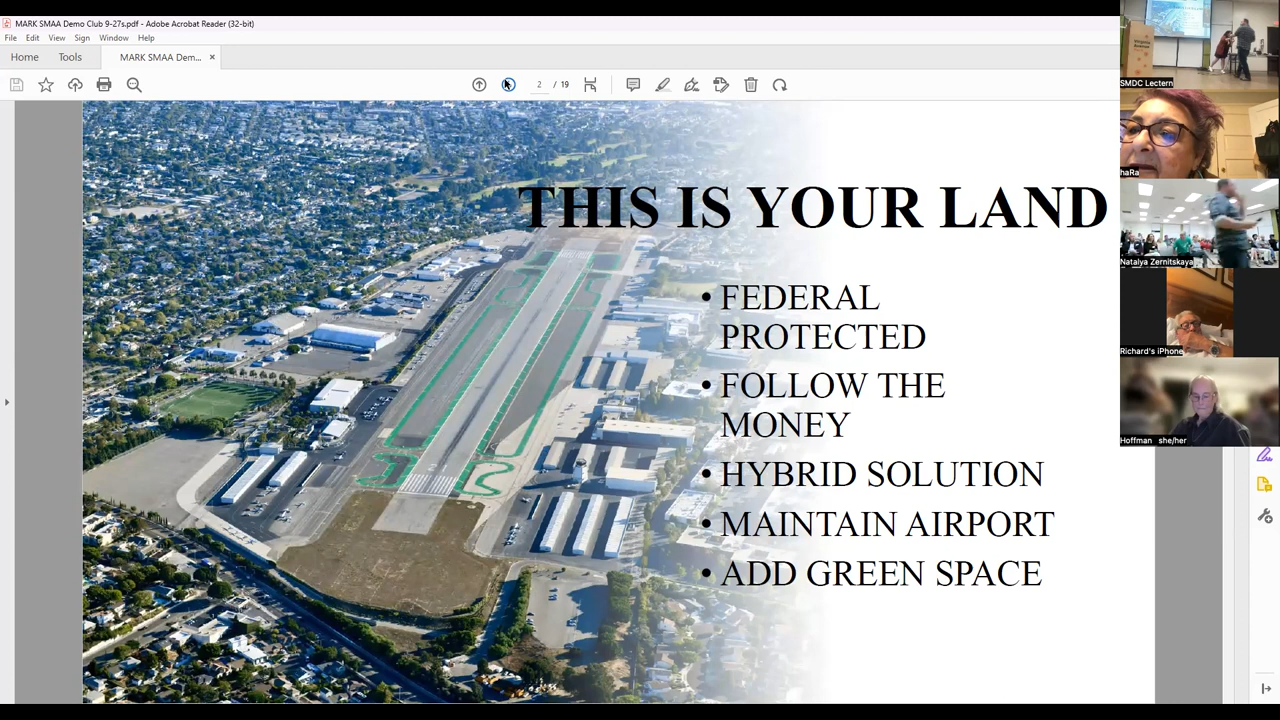 MARK SMAA Demo Club 9-27s.pdf - Adobe Acrobat Reader (32-bit)
File Edit View Sign Window Help
Home Tools MARK SMAA Dem... ×
2 / 19
THIS IS YOUR LAND
• FEDERAL
PROTECTED
• FOLLOW THE
MONEY
• HYBRID SOLUTION
• MAINTAIN AIRPORT
• ADD GREEN SPACE
SMDC Lectern
haRa
Natalya Zernitskaya
Richard's iPhone
Hoffman she/her